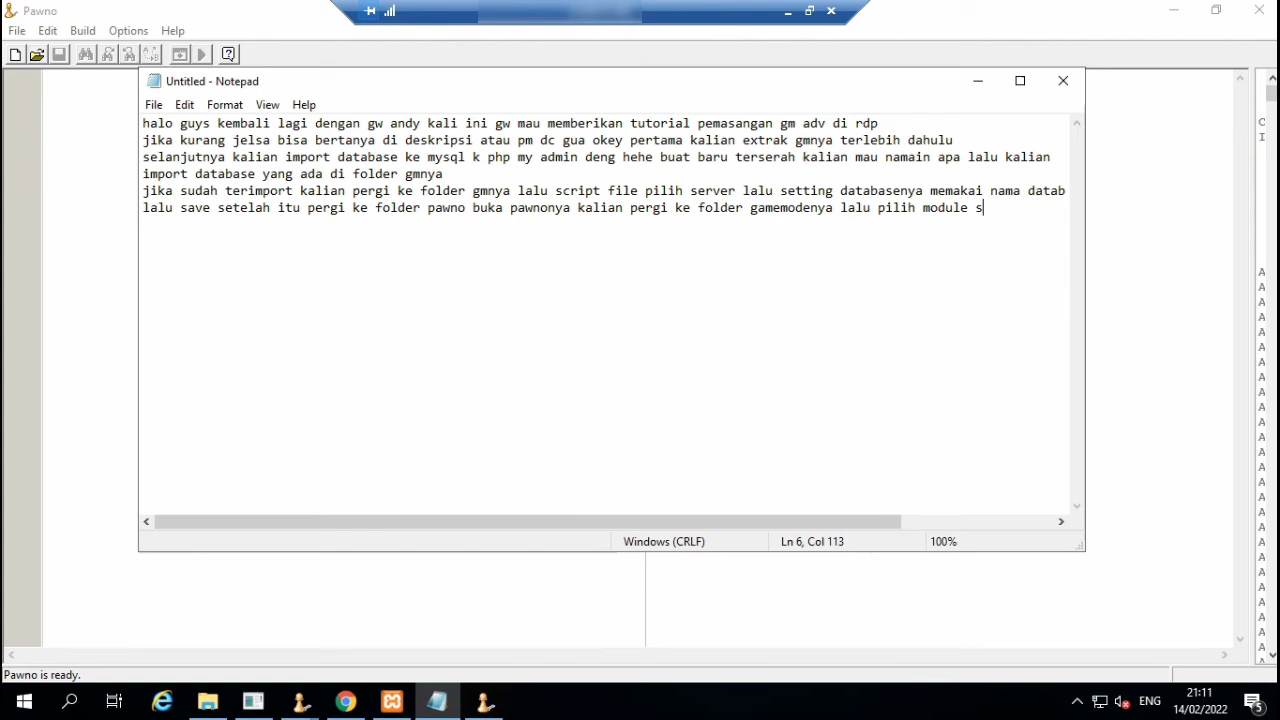 Pawno
File Edit Build Options Help
Untitled - Notepad
File Edit Format View Help
halo guys kembali lagi dengan gw andy kali ini gw mau memberikan tutorial pemasangan gm adv di rdp
jika kurang jelsa bisa bertanya di deskripsi atau pm dc gua okey pertama kalian extrak gmnya terlebih dahulu
selanjutnya kalian import database ke mysql k php my admin deng hehe buat baru terserah kalian mau namain apa lalu kalian
import database yang ada di folder gmnya
jika sudah terimport kalian pergi ke folder gmnya lalu script file pilih server lalu setting databasenya memakai nama datab
lalu save setelah itu pergi ke folder pawno buka pawnonya kalian pergi ke folder gamemodenya lalu pilih module s
Windows (CRLF) Ln 6, Col 113 100%
Pawno is ready.
ENG
21:11
14/02/2022
5